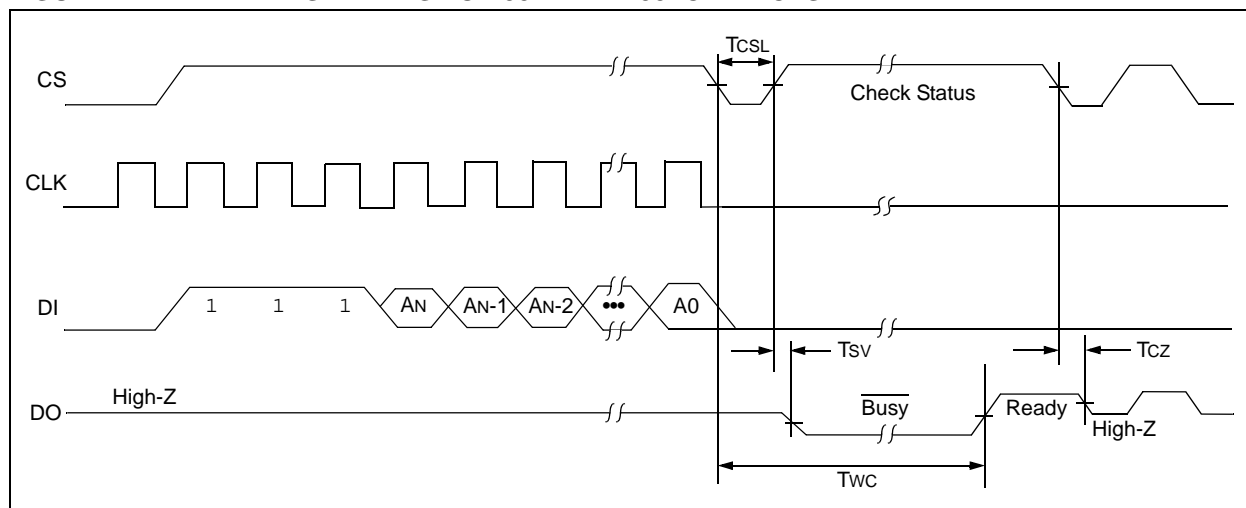 TCSL
CS
Check Status
CLK
DI
1 1 1 AN AN-1 AN-2 ••• A0
TSV
TCZ
DO
High-Z
Busy
Ready
High-Z
TWC